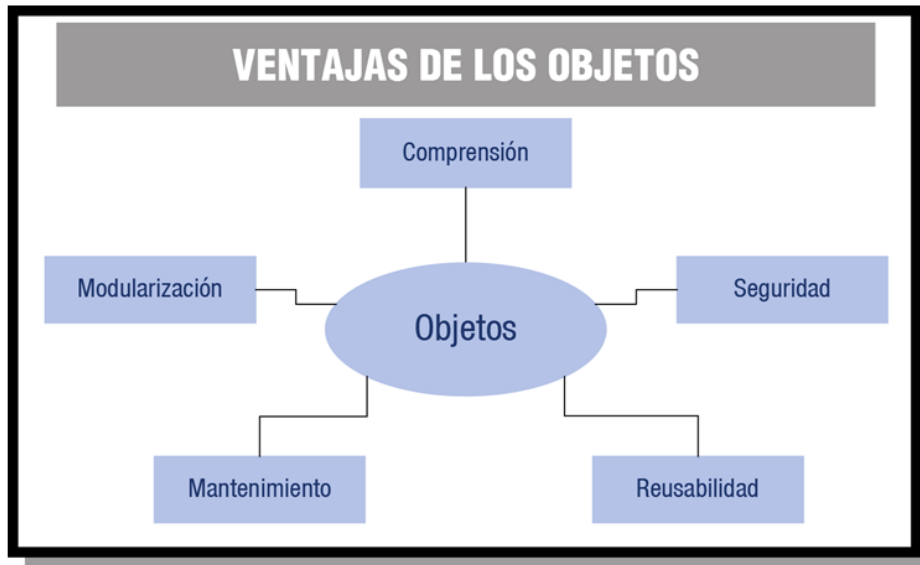 VENTAJAS DE LOS OBJETOS
Comprensión
Modularización
Seguridad
Objetos
Mantenimiento
Reusabilidad